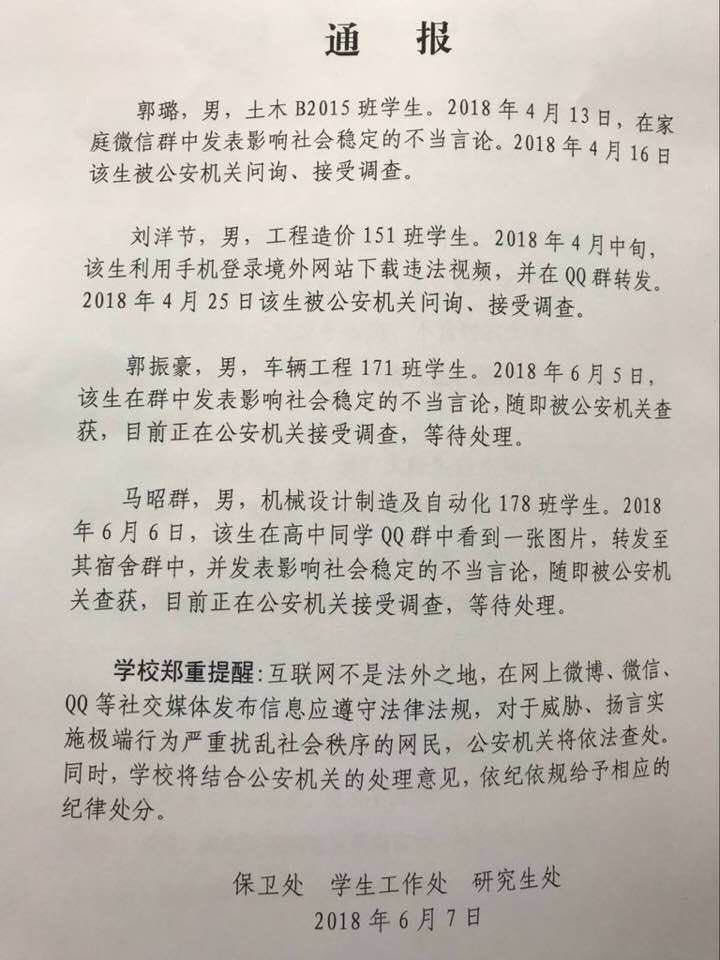 通 报
郭璐，男，土木 B2015 班学生。2018 年 4 月 13 日，在家
庭微信群中发表影响社会稳定的不当言论。2018 年 4 月 16 日
该生被公安机关问询、接受调查。
刘洋节，男，工程造价 151 班学生。2018 年 4 月中旬，
该生利用手机登录境外网站下载违法视频，并在 QQ 群转发。
2018 年 4 月 25 日该生被公安机关问询、接受调查。
郭振豪，男，车辆工程 171 班学生。2018 年 6 月 5 日，
该生在群中发表影响社会稳定的不当言论，随即被公安机关查
获，目前正在公安机关接受调查，等待处理。
马昭群，男，机械设计制造及自动化 178 班学生。2018
年 6 月 6 日，该生在高中同学 QQ 群中看到一张图片，转发至
其宿舍群中，并发表影响社会稳定的不当言论，随即被公安机
关查获，目前正在公安机关接受调查，等待处理。
学校郑重提醒：互联网不是法外之地，在网上微博、微信、
QQ 等社交媒体发布信息应遵守法律法规，对于威胁、扬言实
施极端行为严重扰乱社会秩序的网民，公安机关将依法查处。
同时，学校将结合公安机关的处理意见，依纪依规给予相应的
纪律处分。
保卫处 学生工作处 研究生处
2018 年 6 月 7 日